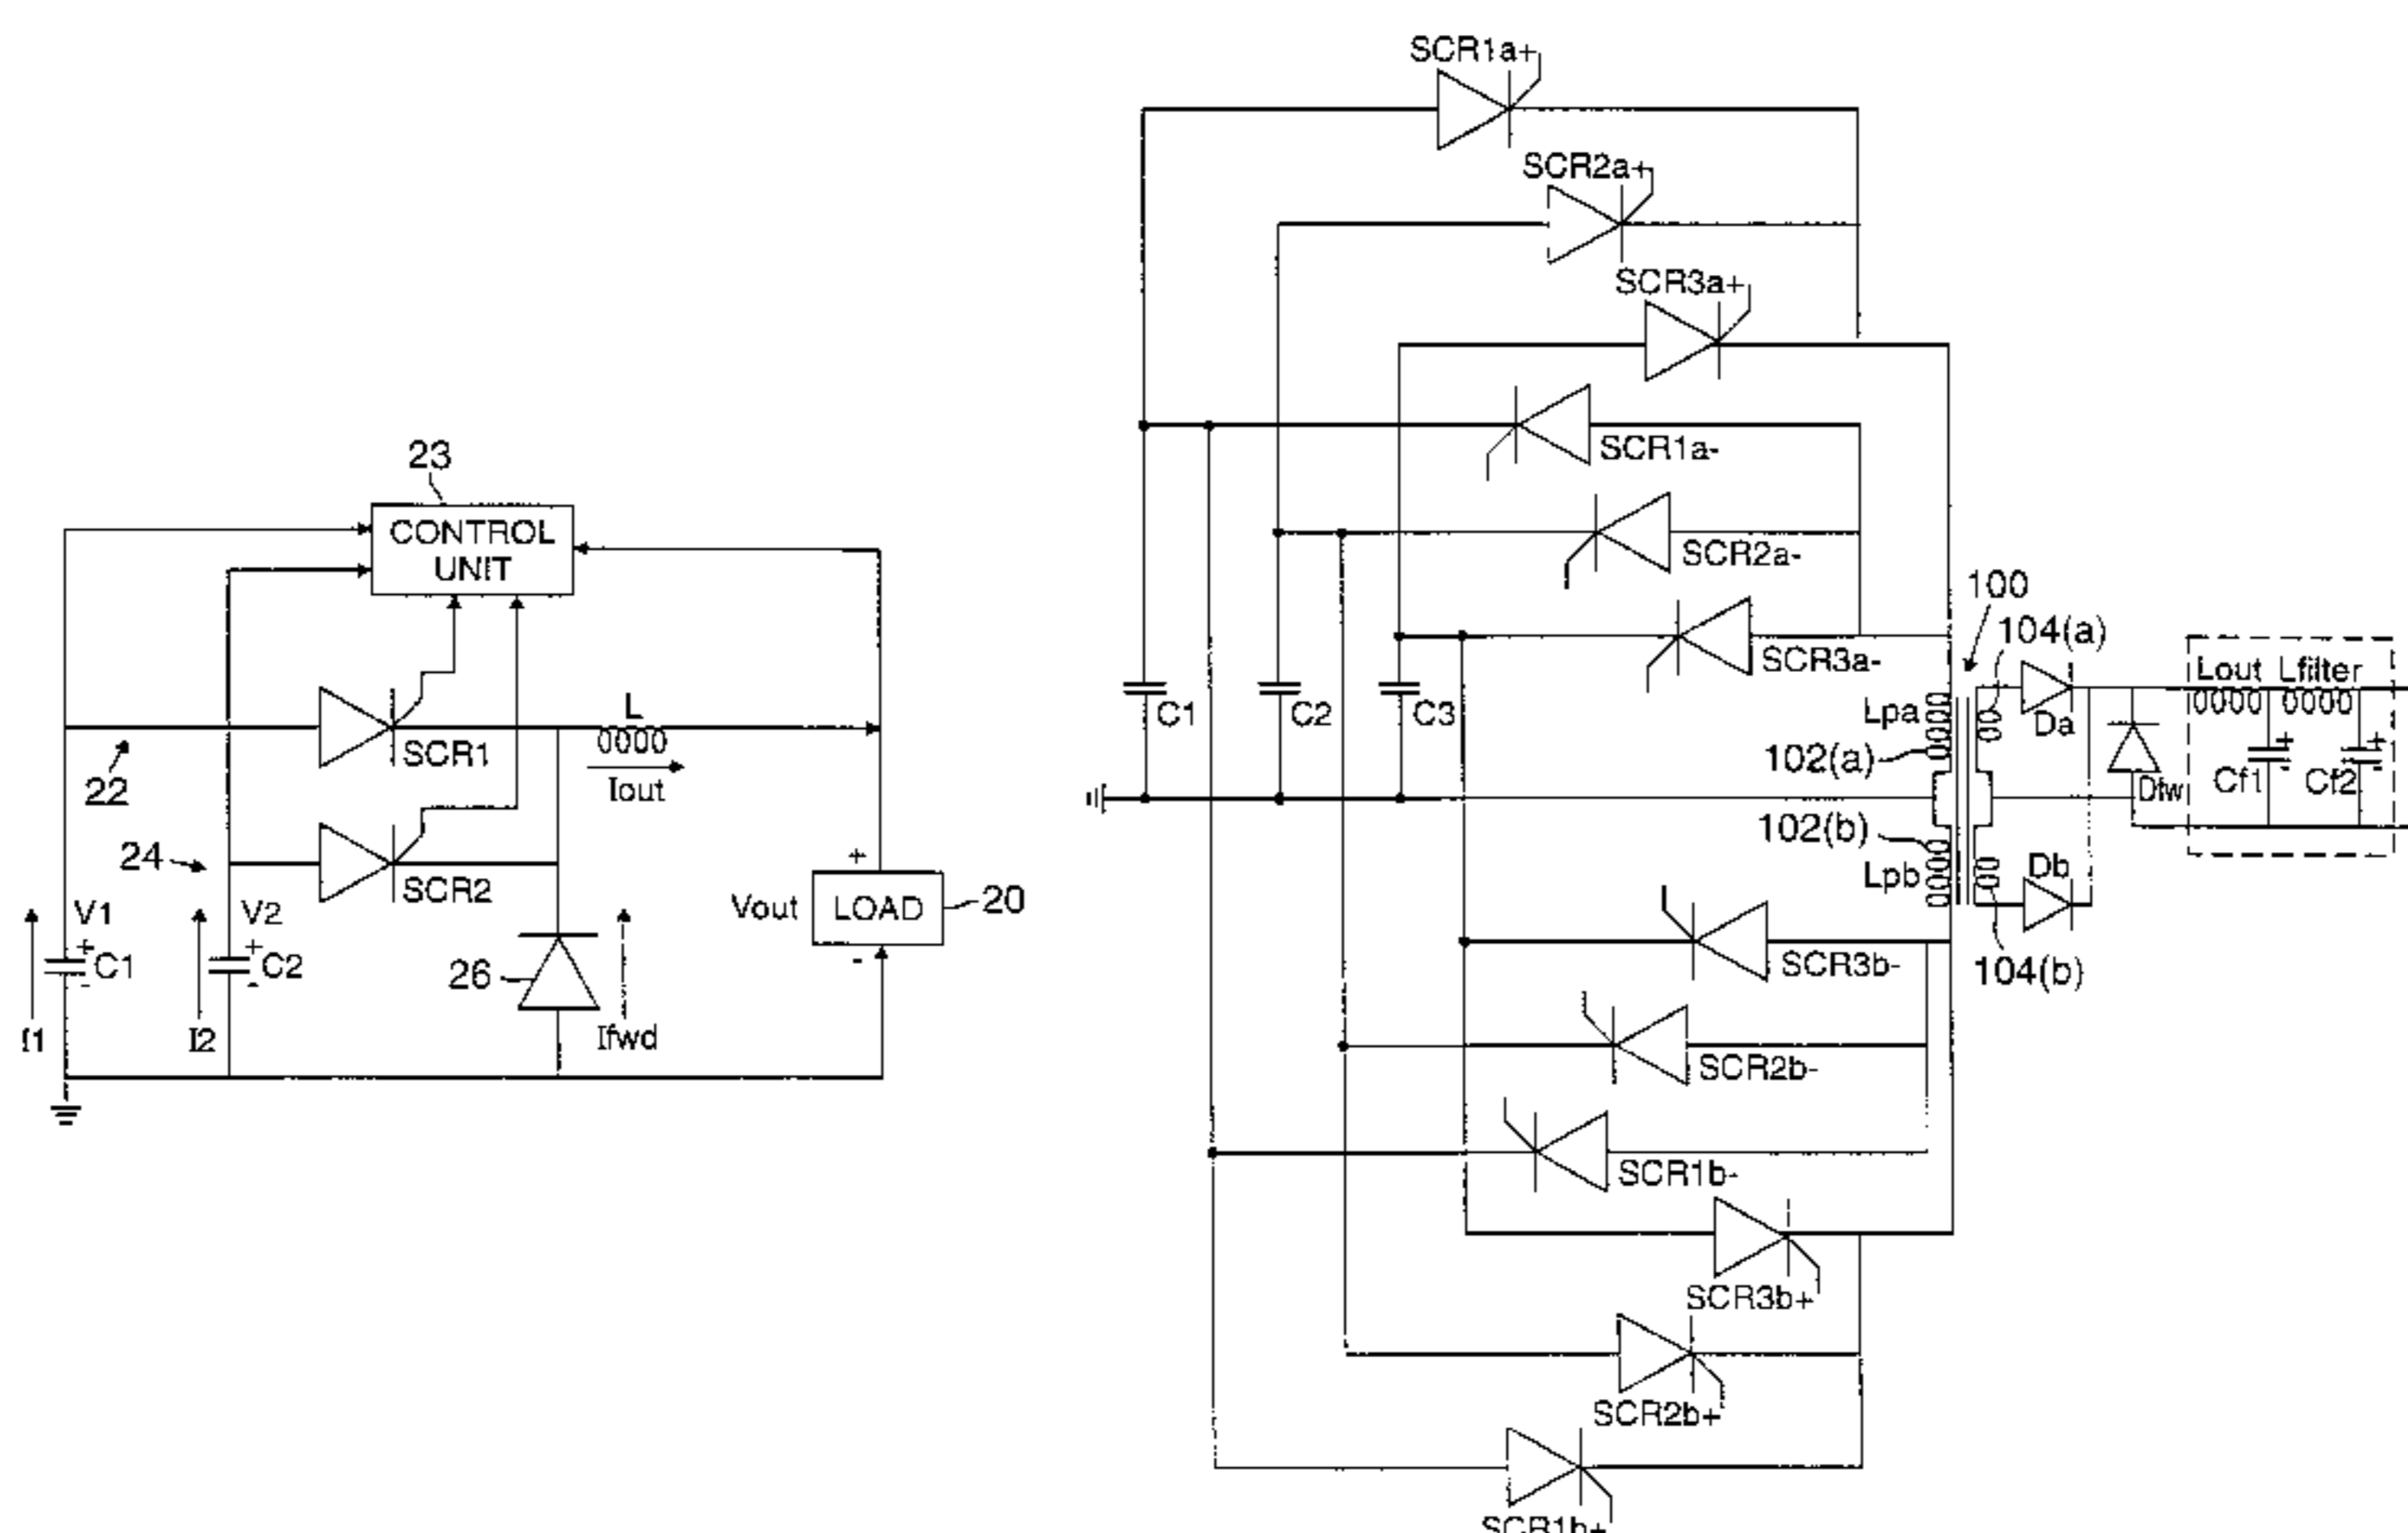 23
CONTROL
UNIT
SCR1
L
Iout
22
24
SCR2
V1
+
C1
-
I1
V2
+
C2
-
I2
26
Ifwd
Vout
+
LOAD
-
20
SCR1a+
SCR2a+
SCR3a+
SCR1a-
SCR2a-
SCR3a-
C1
C2
C3
100
104(a)
Lpa
102(a)
Da
Lout Lfilter
+
-
Cf1
+
-
Cf2
Dfw
102(b)
Lpb
Db
104(b)
SCR3b-
SCR2b-
SCR1b-
SCR3b+
SCR2b+
SCR1b+